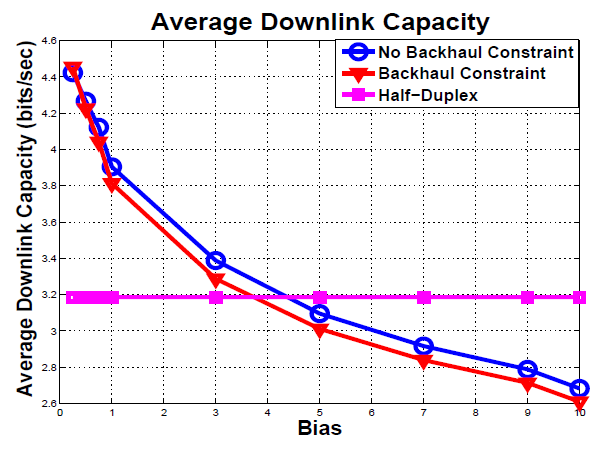 Average Downlink Capacity
Average Downlink Capacity (bits/sec)
4.6
4.4
4.2
4
3.8
3.6
3.4
3.2
3
2.8
2.6
No Backhaul Constraint
Backhaul Constraint
Half-Duplex
0 1 2 3 4 5 6 7 8 9 10
Bias